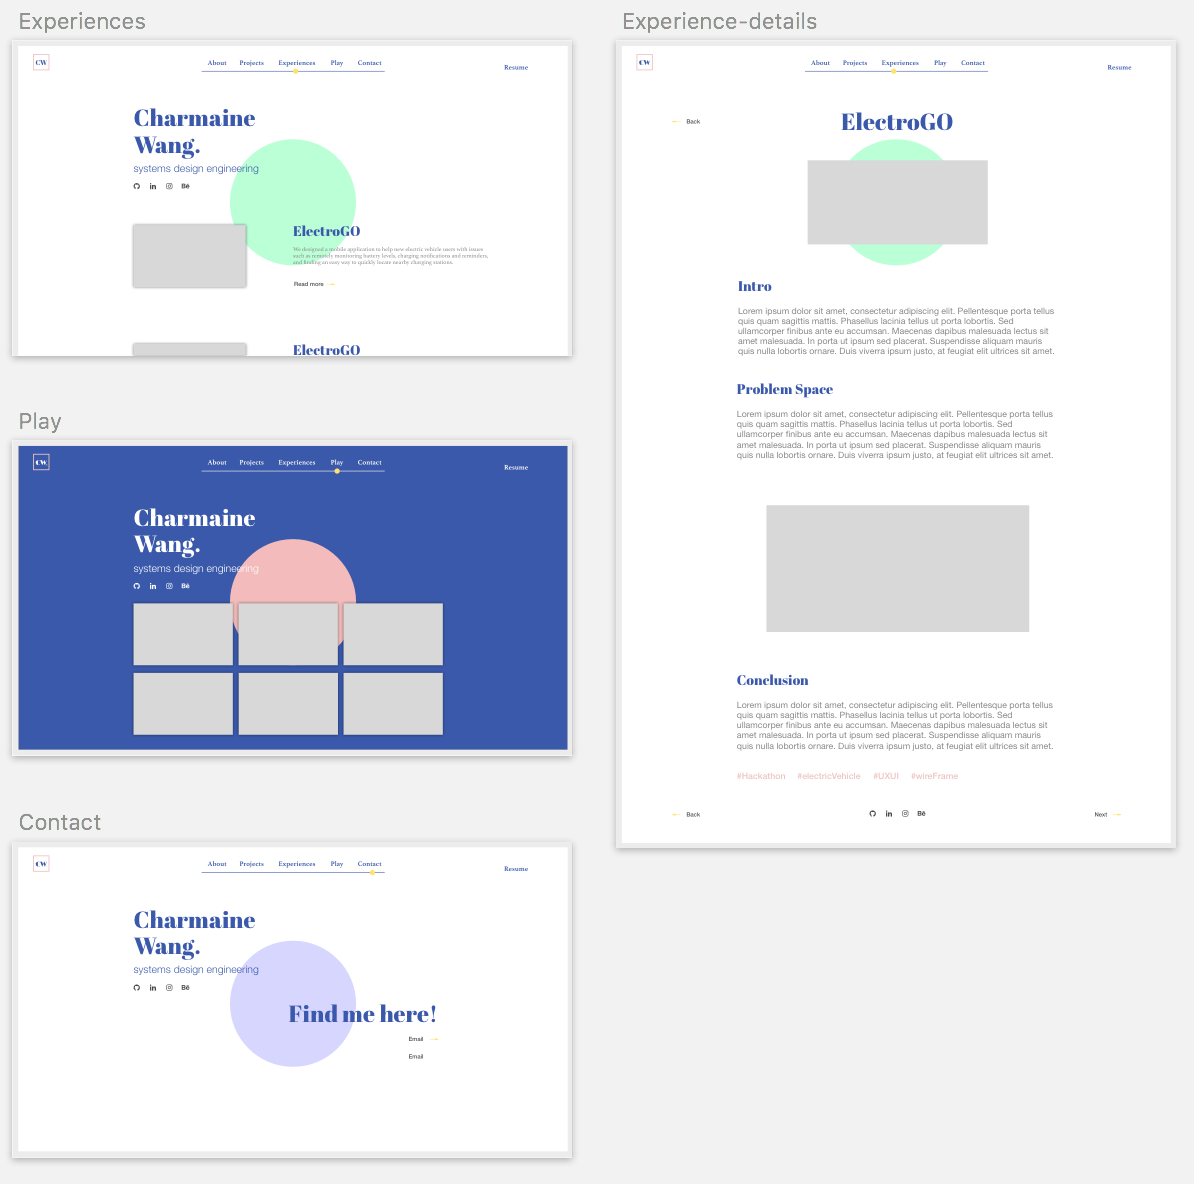 Experiences
CW
About Projects Experiences Play Contact
Resume
Charmaine
Wang.
systems design engineering
in Bē
ElectroGO
We designed a mobile application to help new electric vehicle users with issues
such as remotely monitoring battery levels, charging notifications and reminders,
and finding an easy way to quickly locate nearby charging stations.
Read more
ElectroGO
Play
CW
About Projects Experiences Play Contact
Resume
Charmaine
Wang.
systems design engineering
in Bē
Contact
CW
About Projects Experiences Play Contact
Resume
Charmaine
Wang.
systems design engineering
in Bē
Find me here!
Email
Email
Experience-details
CW
About Projects Experiences Play Contact
Resume
Back
ElectroGO
Intro
Lorem ipsum dolor sit amet, consectetur adipiscing elit. Pellentesque porta tellus
quis quam sagittis mattis. Phasellus lacinia tellus ut porta lobortis. Sed
ullamcorper finibus ante eu accumsan. Maecenas dapibus malesuada lectus sit
amet malesuada. In porta ut ipsum sed placerat. Suspendisse aliquam mauris
quis nulla lobortis ornare. Duis viverra ipsum justo, at feugiat elit ultrices sit amet.
Problem Space
Lorem ipsum dolor sit amet, consectetur adipiscing elit. Pellentesque porta tellus
quis quam sagittis mattis. Phasellus lacinia tellus ut porta lobortis. Sed
ullamcorper finibus ante eu accumsan. Maecenas dapibus malesuada lectus sit
amet malesuada. In porta ut ipsum sed placerat. Suspendisse aliquam mauris
quis nulla lobortis ornare. Duis viverra ipsum justo, at feugiat elit ultrices sit amet.
Conclusion
Lorem ipsum dolor sit amet, consectetur adipiscing elit. Pellentesque porta tellus
quis quam sagittis mattis. Phasellus lacinia tellus ut porta lobortis. Sed
ullamcorper finibus ante eu accumsan. Maecenas dapibus malesuada lectus sit
amet malesuada. In porta ut ipsum sed placerat. Suspendisse aliquam mauris
quis nulla lobortis ornare. Duis viverra ipsum justo, at feugiat elit ultrices sit amet.
#Hackathon #electricVehicle #UXUI #wireFrame
Back
in Bē
Next